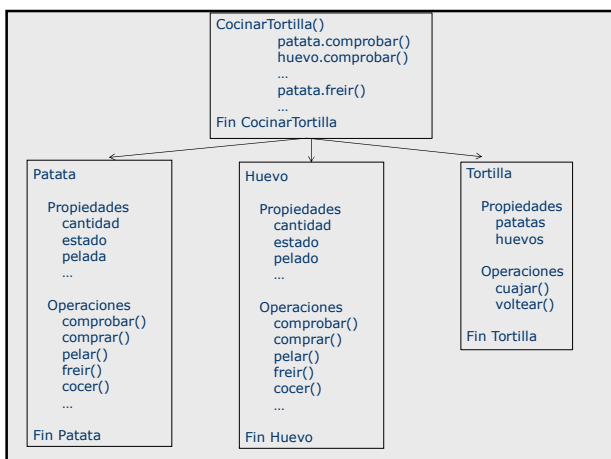 CocinarTortilla()
patata.comprobar()
huevo.comprobar()
...
patata.freir()
...
Fin CocinarTortilla
Patata
Propiedades
cantidad
estado
pelada
...
Operaciones
comprobar()
comprar()
pelar()
freir()
cocer()
...
Fin Patata
Huevo
Propiedades
cantidad
estado
pelado
...
Operaciones
comprobar()
comprar()
pelar()
freir()
cocer()
...
Fin Huevo
Tortilla
Propiedades
patatas
huevos
Operaciones
cuajar()
voltear()
Fin Tortilla